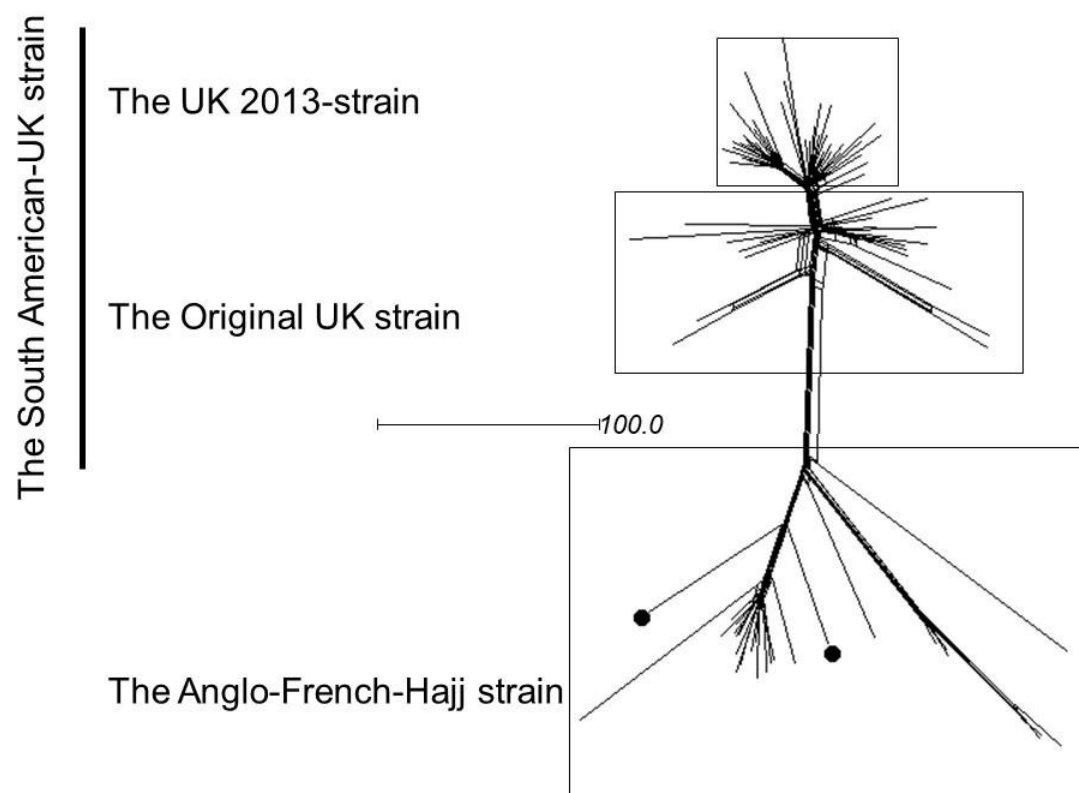 The South American-UK strain
The UK 2013-strain
The Original UK strain
100.0
The Anglo-French-Hajj strain